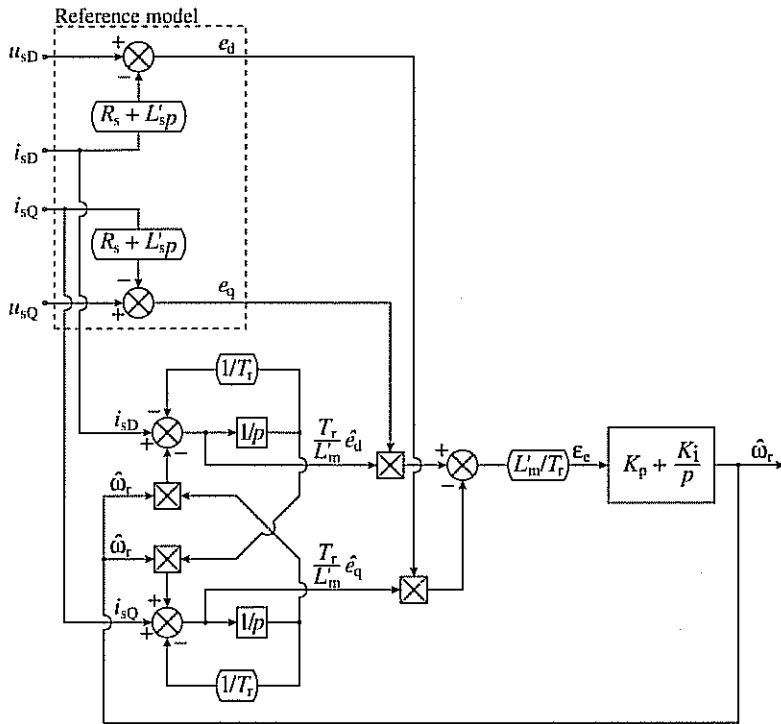 Reference model
u_sD
+
−
e_d
(R_s + L'_s p)
i_sD
i_sQ
(R_s + L'_s p)
−
u_sQ
+
e_q
(1/T_r)
−
i_sD
+
−
1/p
T_r/L'_m ê_d
ω̂_r
+
−
(L'_m/T_r)
ε_e
K_p + K_i/p
ω̂_r
ω̂_r
T_r/L'_m ê_q
+
i_sQ
+
−
1/p
(1/T_r)